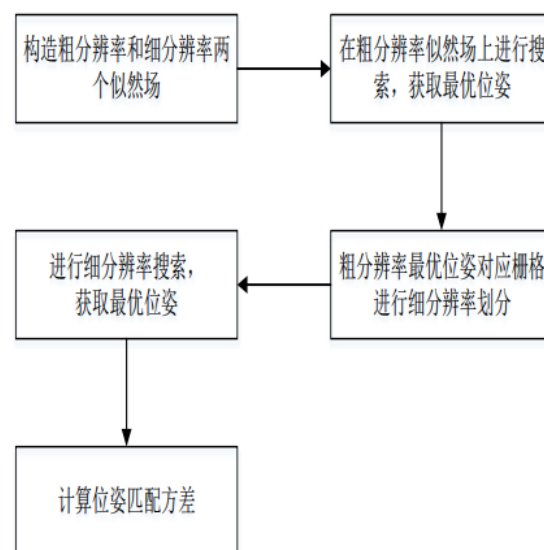 构造粗分辨率和细分辨率两
个似然场
在粗分辨率似然场上进行搜
索，获取最优位姿
粗分辨率最优位姿对应栅格
进行细分辨率划分
进行细分辨率搜索，
获取最优位姿
计算位姿匹配方差